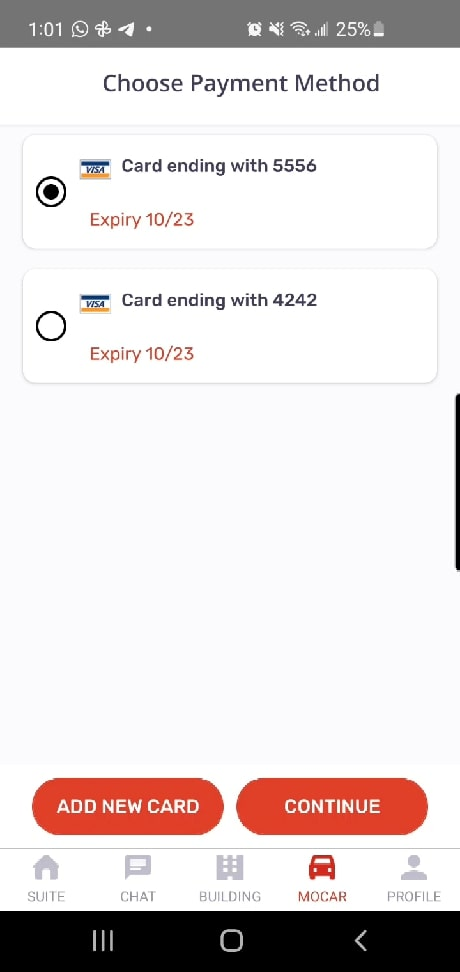 1:01
25%
Choose Payment Method
VISA Card ending with 5556
Expiry 10/23
VISA Card ending with 4242
Expiry 10/23
ADD NEW CARD CONTINUE
SUITE CHAT BUILDING MOCAR PROFILE